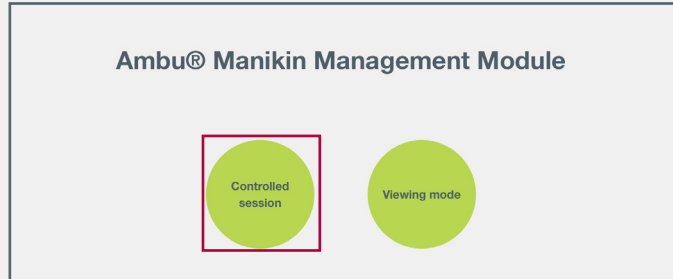 Ambu® Manikin Management Module
Controlled
session
Viewing mode